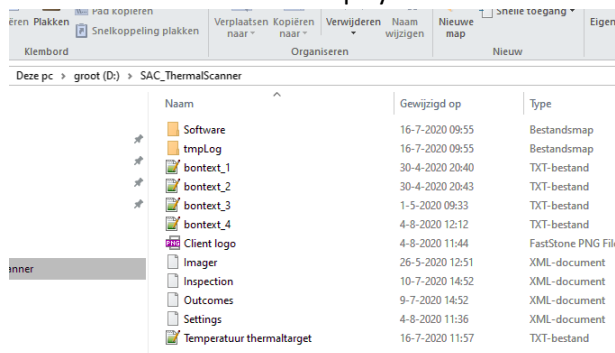 Pad kopiëren
Snelle toegang
ëren Plakken
Snelkoppeling plakken
Verplaatsen naar
Kopiëren naar
Verwijderen
Naam wijzigen
Nieuwe map
Eigen
Klembord
Organiseren
Nieuw
Deze pc › groot (D:) › SAC_ThermalScanner
Naam Gewijzigd op Type
Software 16-7-2020 09:55 Bestandsmap
tmpLog 16-7-2020 09:55 Bestandsmap
bontext_1 30-4-2020 20:40 TXT-bestand
bontext_2 30-4-2020 20:43 TXT-bestand
bontext_3 1-5-2020 09:33 TXT-bestand
bontext_4 4-8-2020 12:12 TXT-bestand
PNG Client logo 4-8-2020 11:44 FastStone PNG File
Imager 26-5-2020 12:51 XML-document
anner Inspection 10-7-2020 14:52 XML-document
Outcomes 9-7-2020 14:52 XML-document
Settings 4-8-2020 11:36 XML-document
Temperatuur thermaltarget 16-7-2020 11:57 TXT-bestand